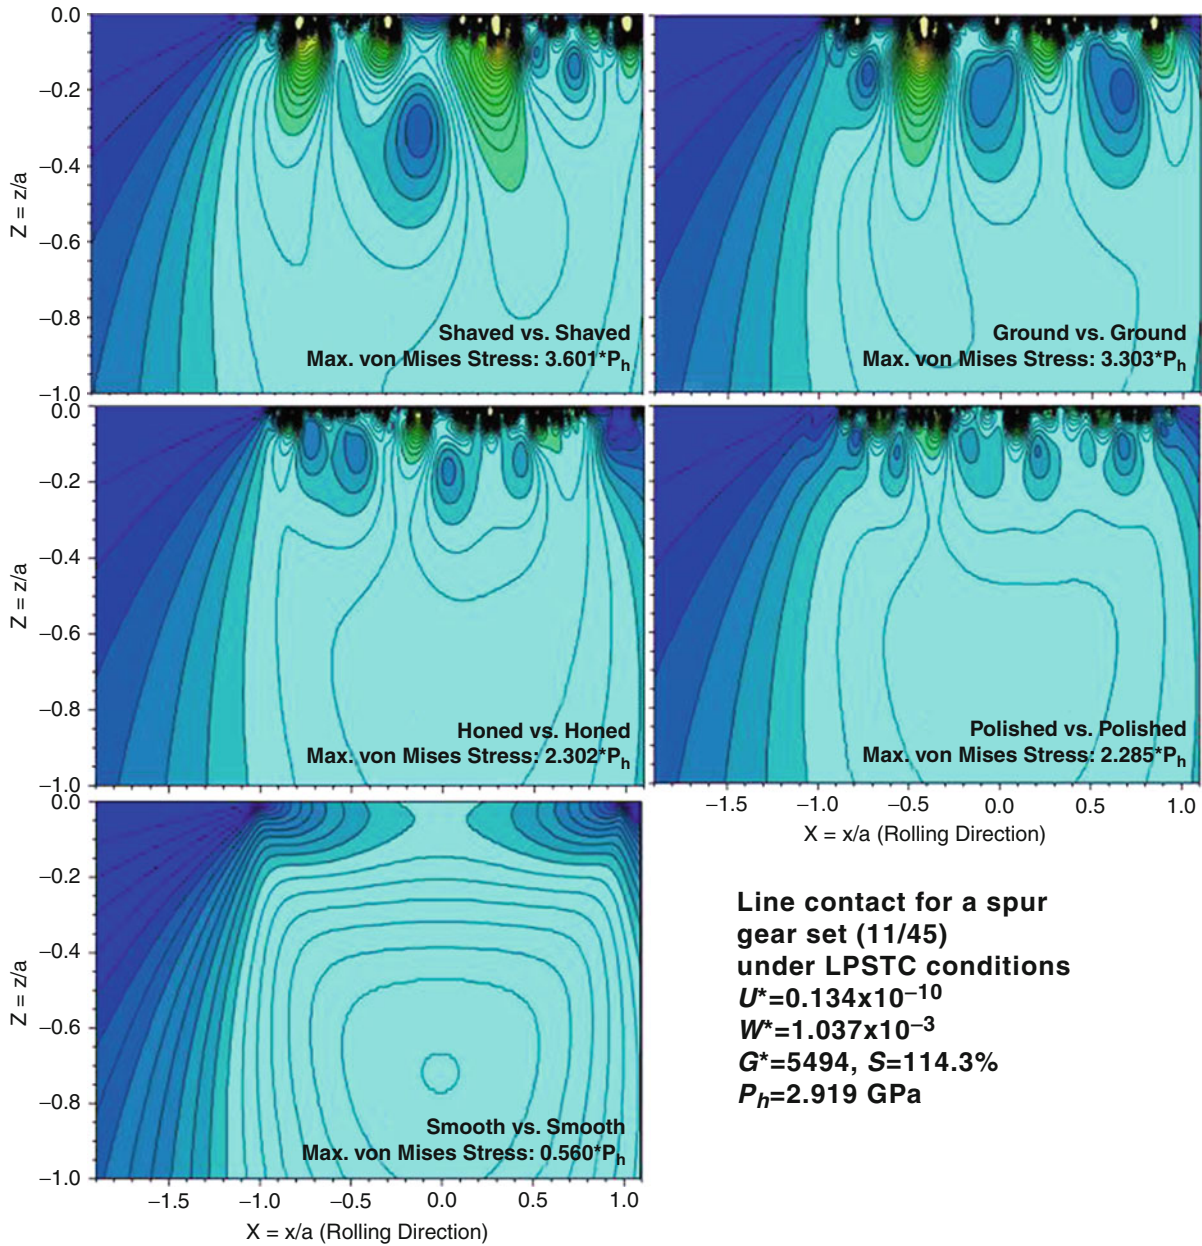 Z = z/a
0.0
−0.2
−0.4
−0.6
−0.8
−1.0
Shaved vs. Shaved
Max. von Mises Stress: 3.601*Pₕ
Ground vs. Ground
Max. von Mises Stress: 3.303*Pₕ
Z = z/a
0.0
−0.2
−0.4
−0.6
−0.8
−1.0
Honed vs. Honed
Max. von Mises Stress: 2.302*Pₕ
Polished vs. Polished
Max. von Mises Stress: 2.285*Pₕ
−1.5 −1.0 −0.5 0.0 0.5 1.0
X = x/a (Rolling Direction)
Z = z/a
0.0
−0.2
−0.4
−0.6
−0.8
−1.0
Smooth vs. Smooth
Max. von Mises Stress: 0.560*Pₕ
−1.5 −1.0 −0.5 0.0 0.5 1.0
X = x/a (Rolling Direction)
Line contact for a spur
gear set (11/45)
under LPSTC conditions
U*=0.134x10⁻¹⁰
W*=1.037x10⁻³
G*=5494, S=114.3%
Pₕ=2.919 GPa